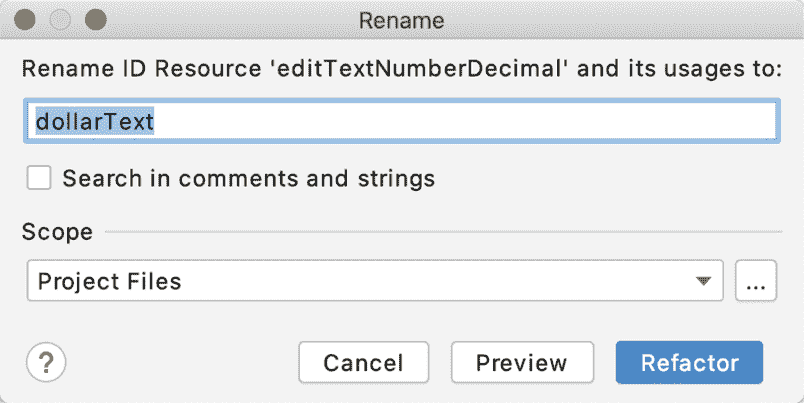 Rename
Rename ID Resource 'editTextNumberDecimal' and its usages to:
dollarText
Search in comments and strings
Scope
Project Files
...
?
Cancel
Preview
Refactor